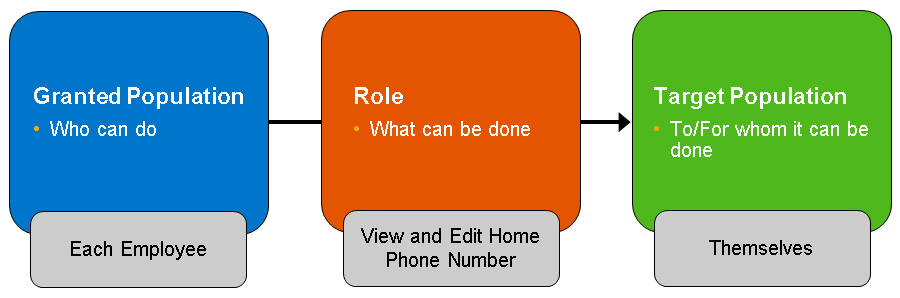 Granted Population
• Who can do
Role
• What can be done
Target Population
• To/For whom it can be
done
Each Employee
View and Edit Home
Phone Number
Themselves